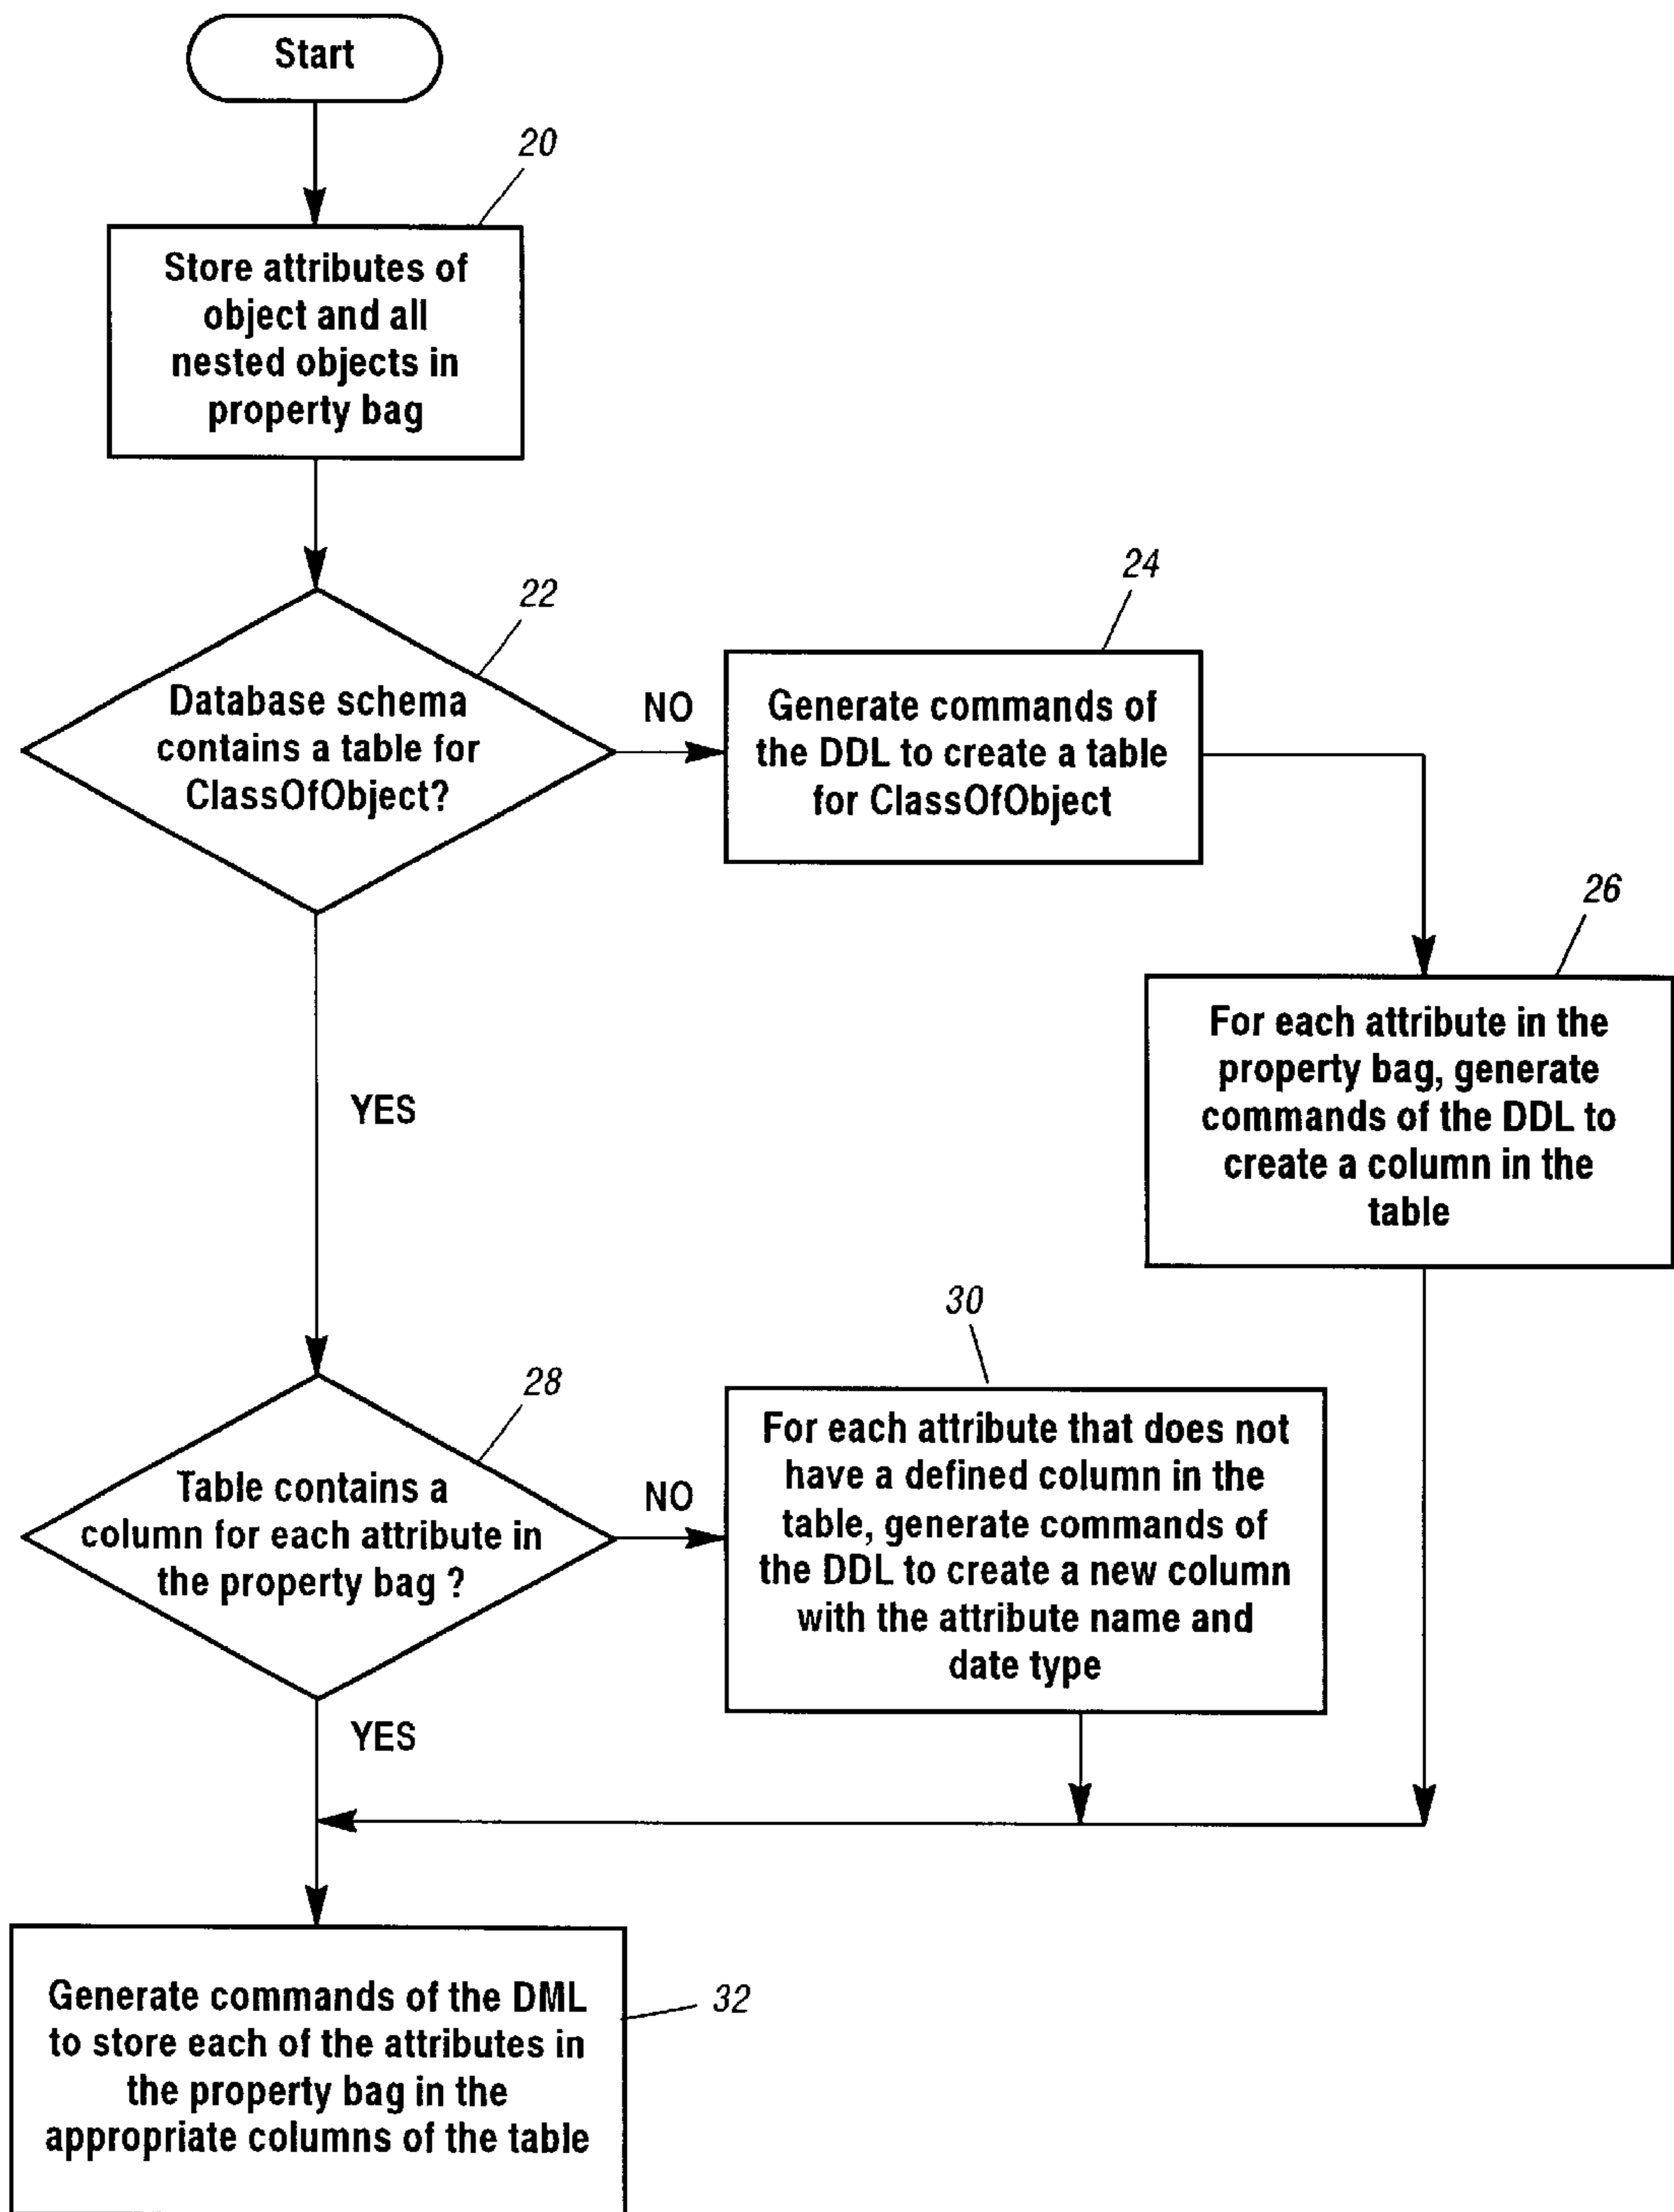 Start
20
Store attributes of
object and all
nested objects in
property bag
22
Database schema
contains a table for
ClassOfObject?
NO
24
Generate commands of
the DDL to create a table
for ClassOfObject
26
For each attribute in the
property bag, generate
commands of the DDL to
create a column in the
table
YES
28
Table contains a
column for each attribute in
the property bag ?
NO
30
For each attribute that does not
have a defined column in the
table, generate commands of
the DDL to create a new column
with the attribute name and
date type
YES
32
Generate commands of the DML
to store each of the attributes in
the property bag in the
appropriate columns of the table